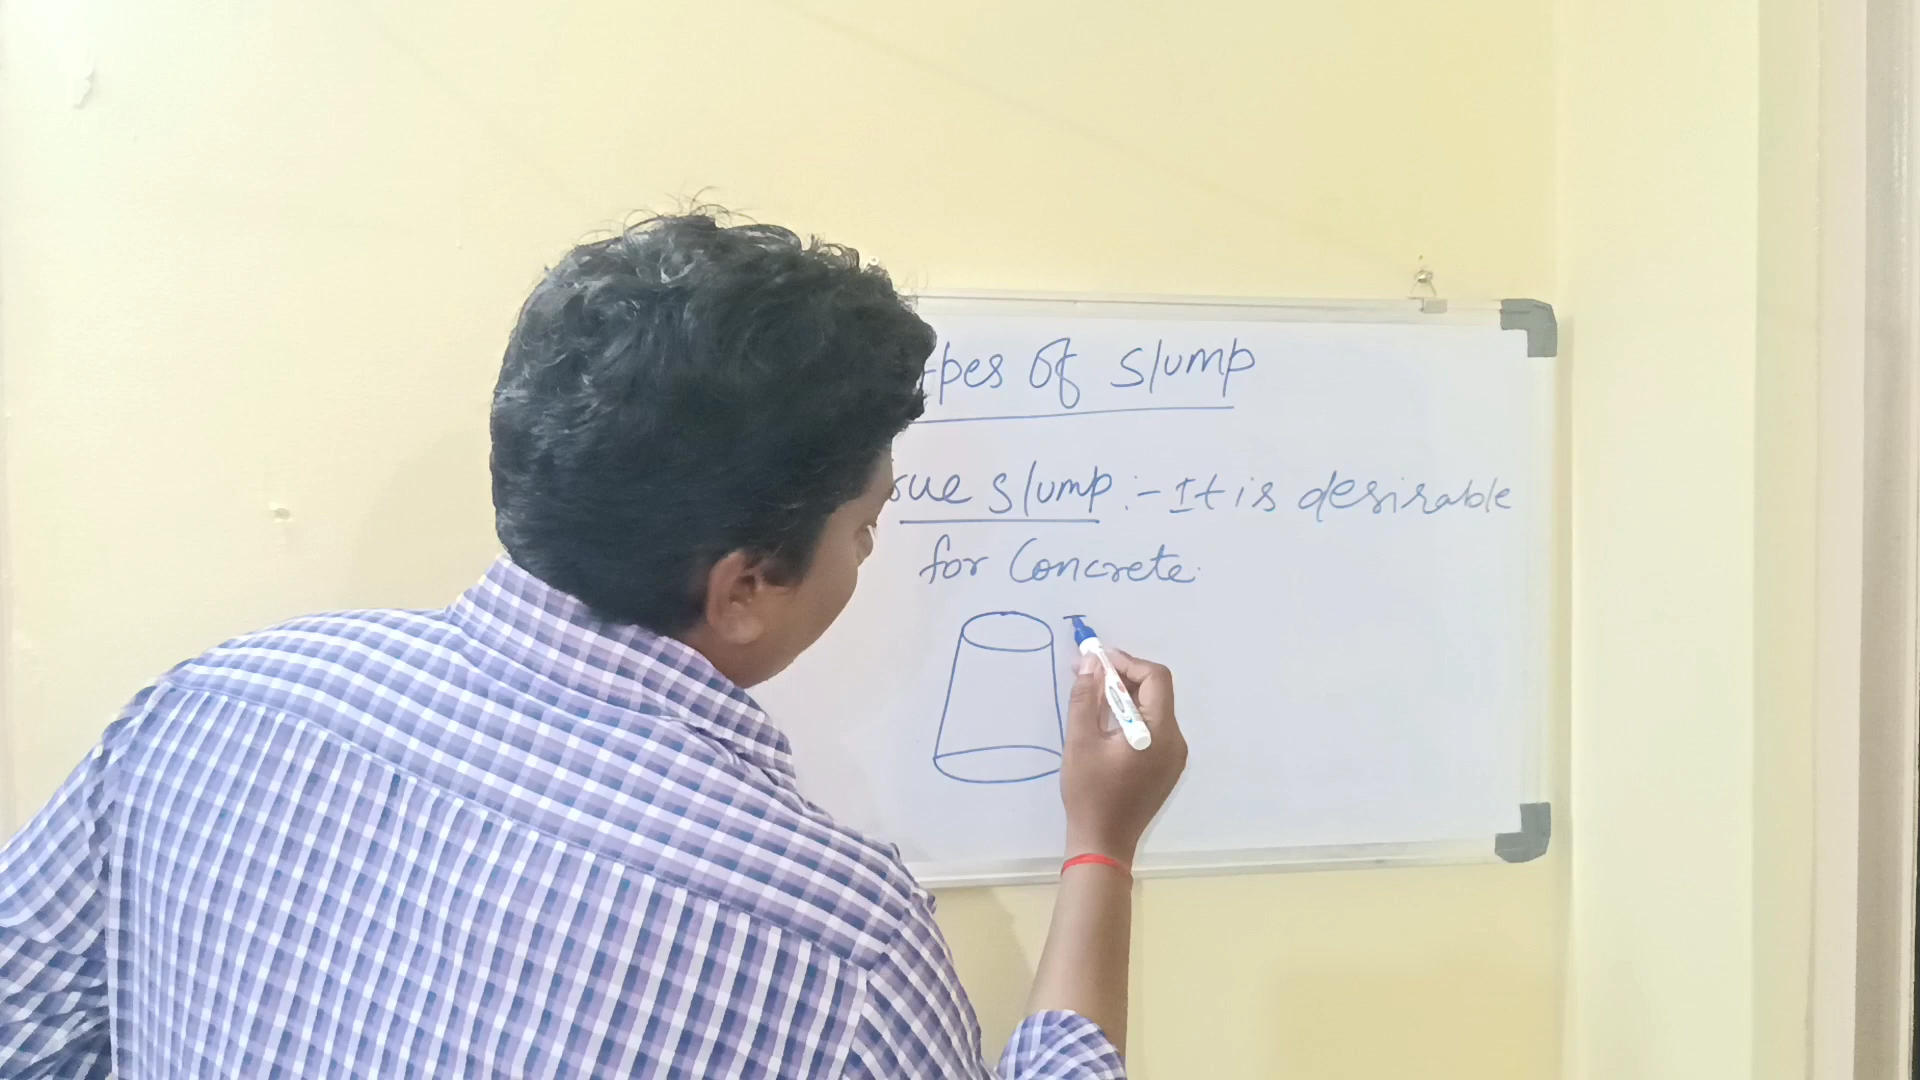 of slump
slump :- It is desirable
for Concrete.